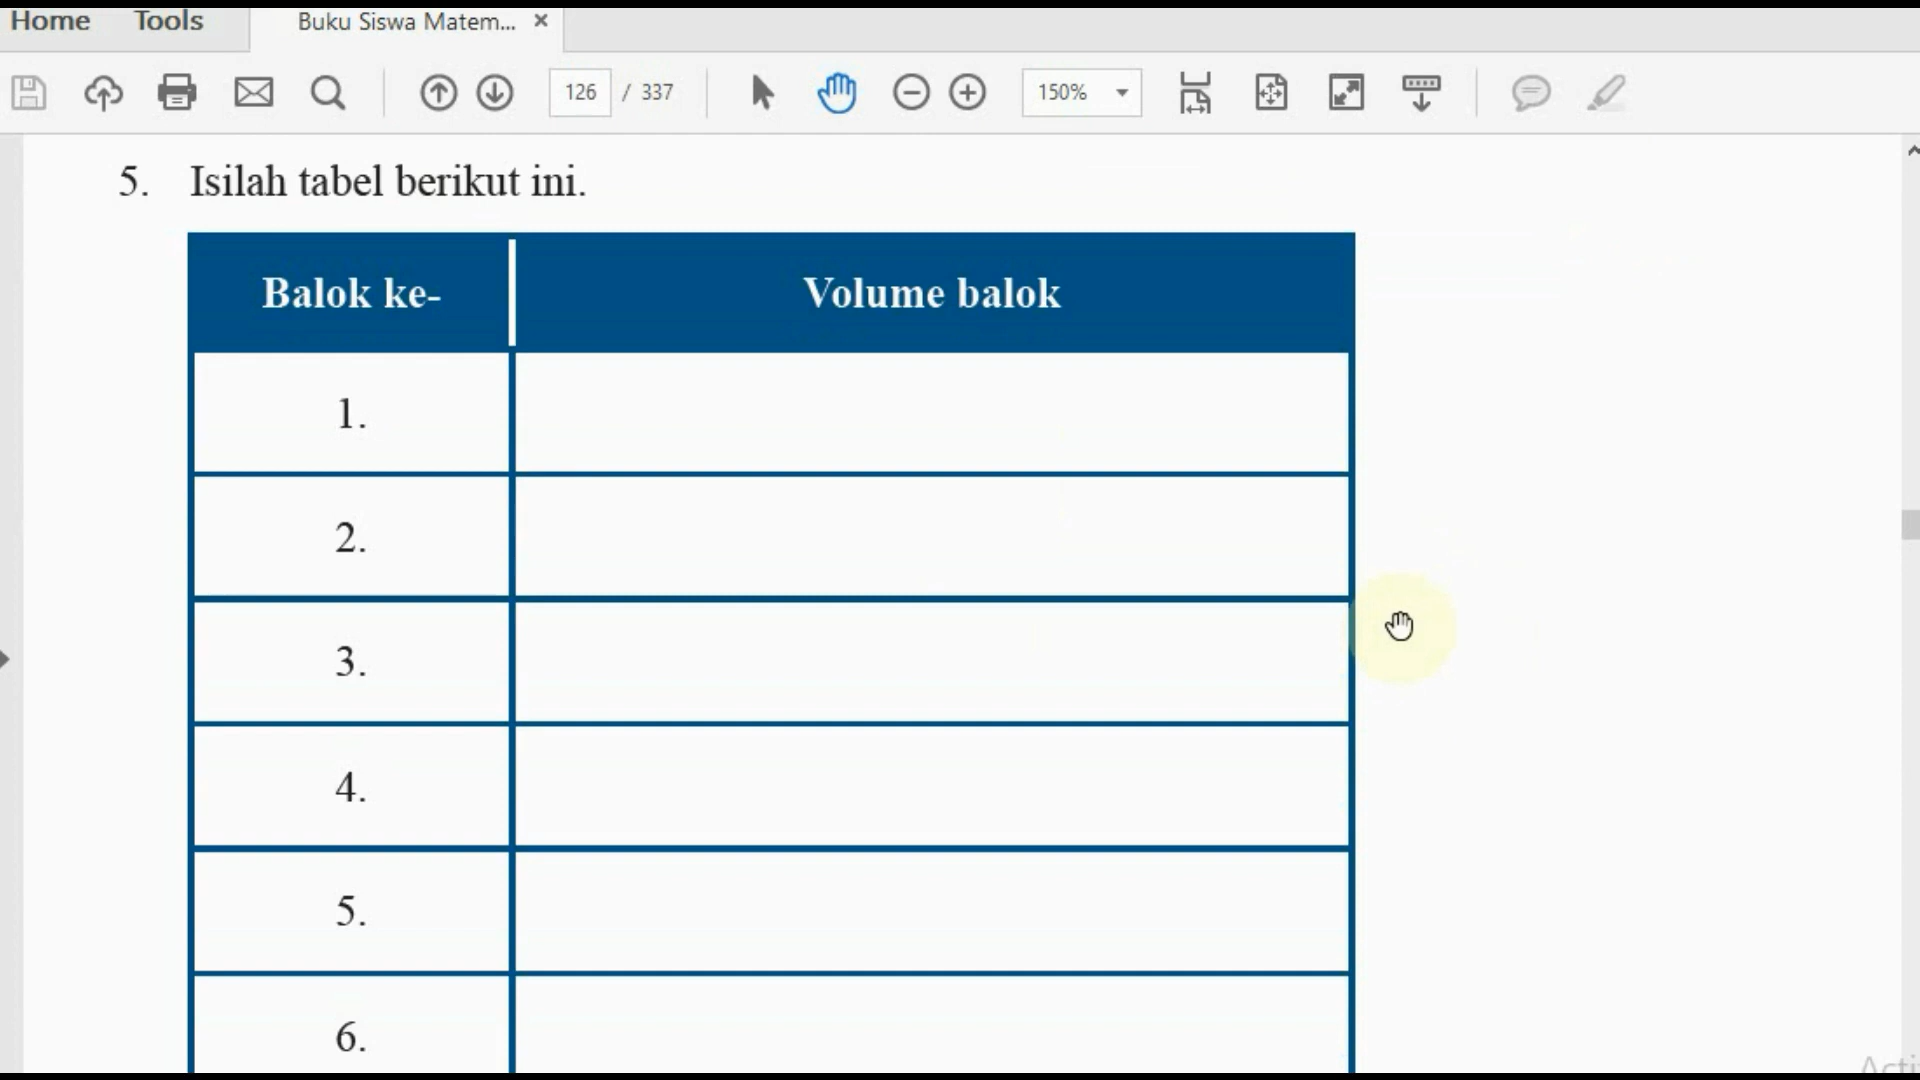 Home Tools Buku Siswa Matem... ×
126 / 337 150%
5. Isilah tabel berikut ini.
Balok ke- Volume balok
1.
2.
3.
4.
5.
6.